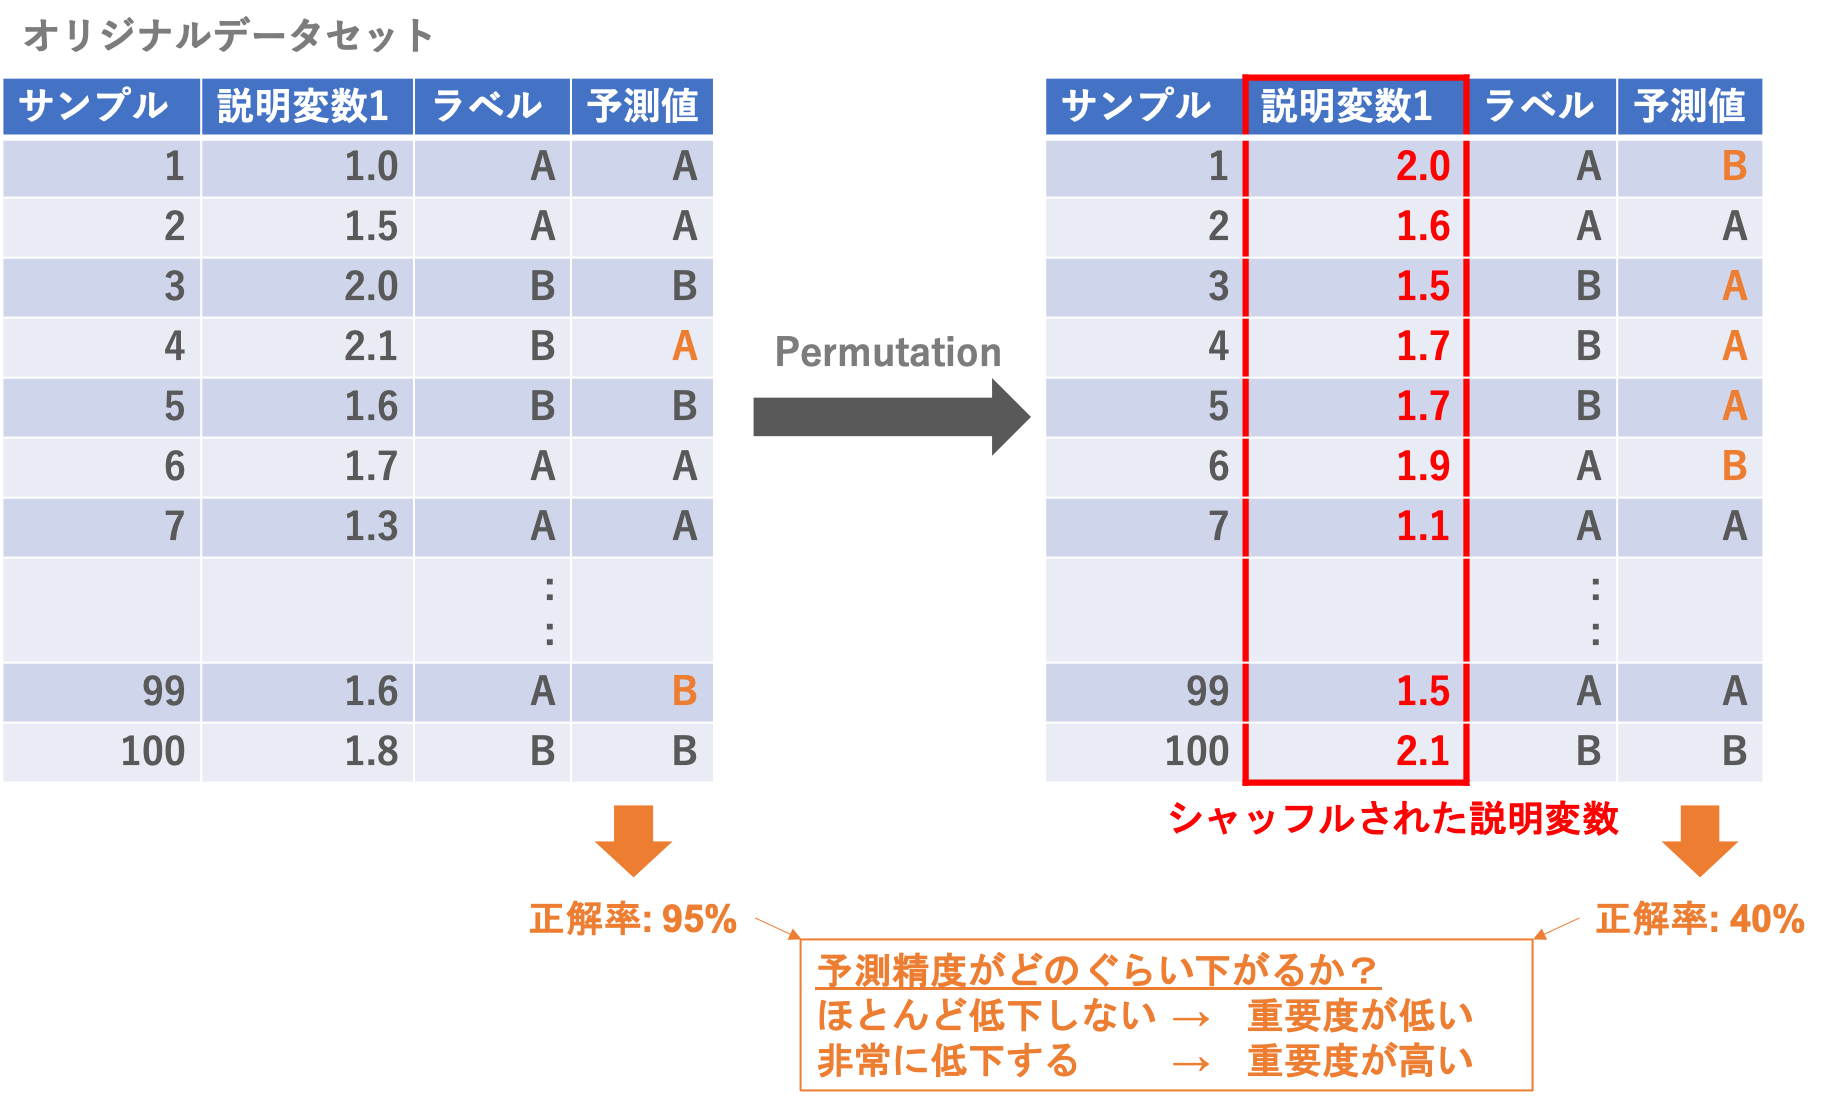 オリジナルデータセット
サンプル 説明変数1 ラベル 予測値
1 1.0 A A
2 1.5 A A
3 2.0 B B
4 2.1 B A
5 1.6 B B
6 1.7 A A
7 1.3 A A
:
:
99 1.6 A B
100 1.8 B B
Permutation
サンプル 説明変数1 ラベル 予測値
1 2.0 A B
2 1.6 A A
3 1.5 B A
4 1.7 B A
5 1.7 B A
6 1.9 A B
7 1.1 A A
:
:
99 1.5 A A
100 2.1 B B
シャッフルされた説明変数
正解率: 95%
正解率: 40%
予測精度がどのぐらい下がるか？
ほとんど低下しない → 重要度が低い
非常に低下する → 重要度が高い